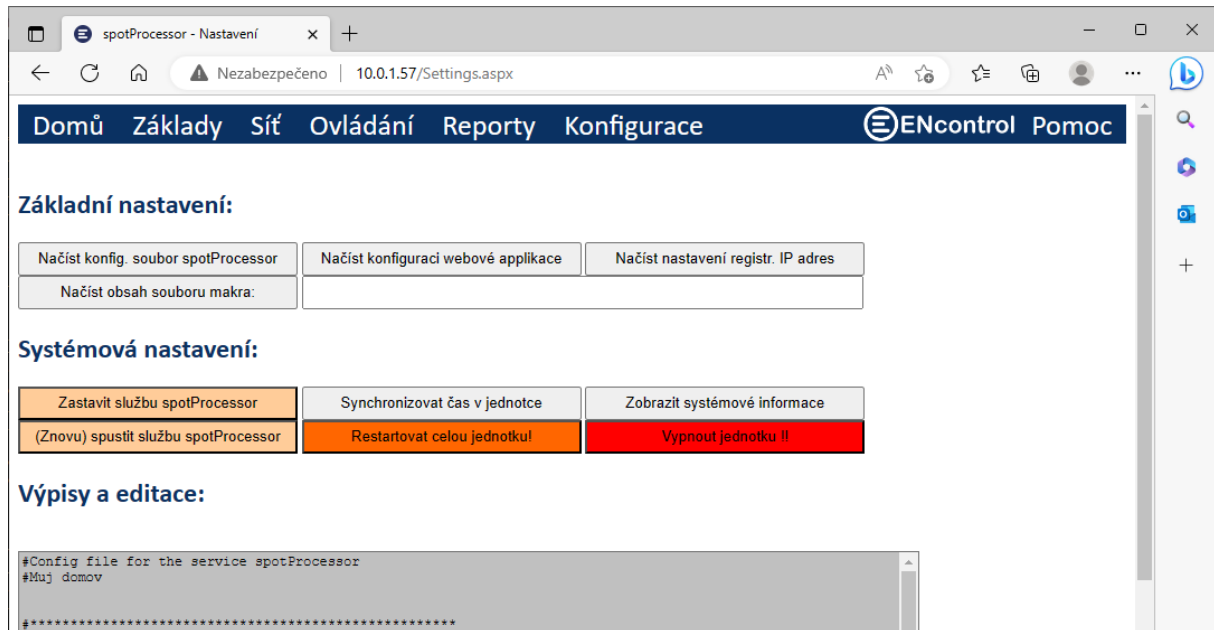 spotProcessor - Nastavení
Nezabezpečeno | 10.0.1.57/Settings.aspx
Domů Základy Síť Ovládání Reporty Konfigurace ENcontrol Pomoc
Základní nastavení:
Načíst konfig. soubor spotProcessor Načíst konfiguraci webové applikace Načíst nastavení registr. IP adres
Načíst obsah souboru makra:
Systémová nastavení:
Zastavit službu spotProcessor Synchronizovat čas v jednotce Zobrazit systémové informace
(Znovu) spustit službu spotProcessor Restartovat celou jednotku! Vypnout jednotku !!
Výpisy a editace:
#Config file for the service spotProcessor
#Muj domov
#*****************************************************